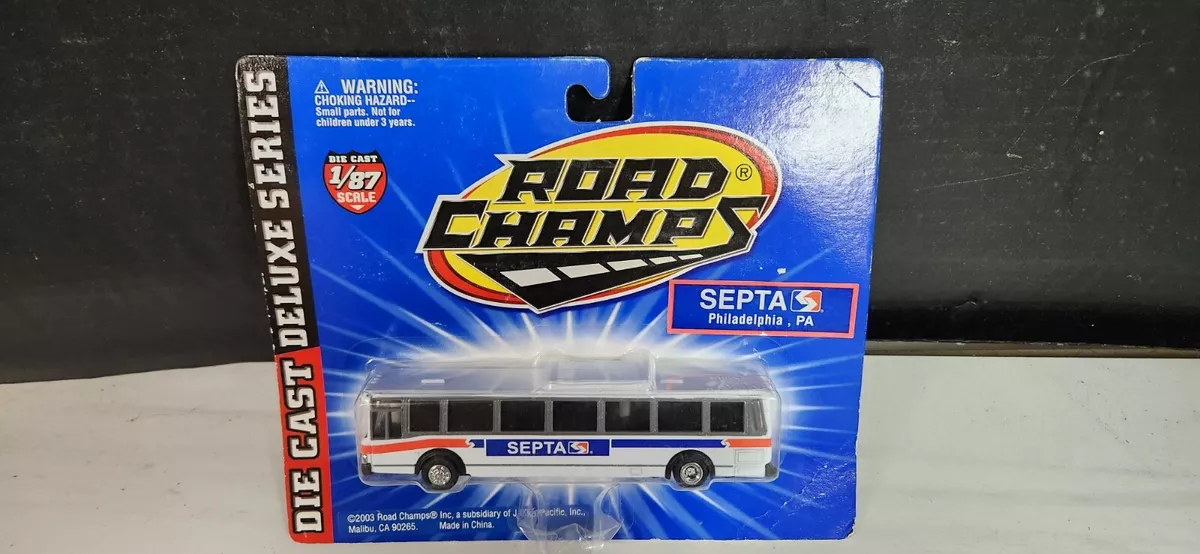 DIE CAST DELUXE SERIES
⚠ WARNING:
CHOKING HAZARD--
Small parts. Not for
children under 3 years.
DIE CAST
1/87
SCALE
ROAD®
CHAMPS
SEPTA
Philadelphia , PA
SEPTA
©2003 Road Champs® Inc, a subsidiary of Pacific, Inc.,
Malibu, CA 90265. Made in China.